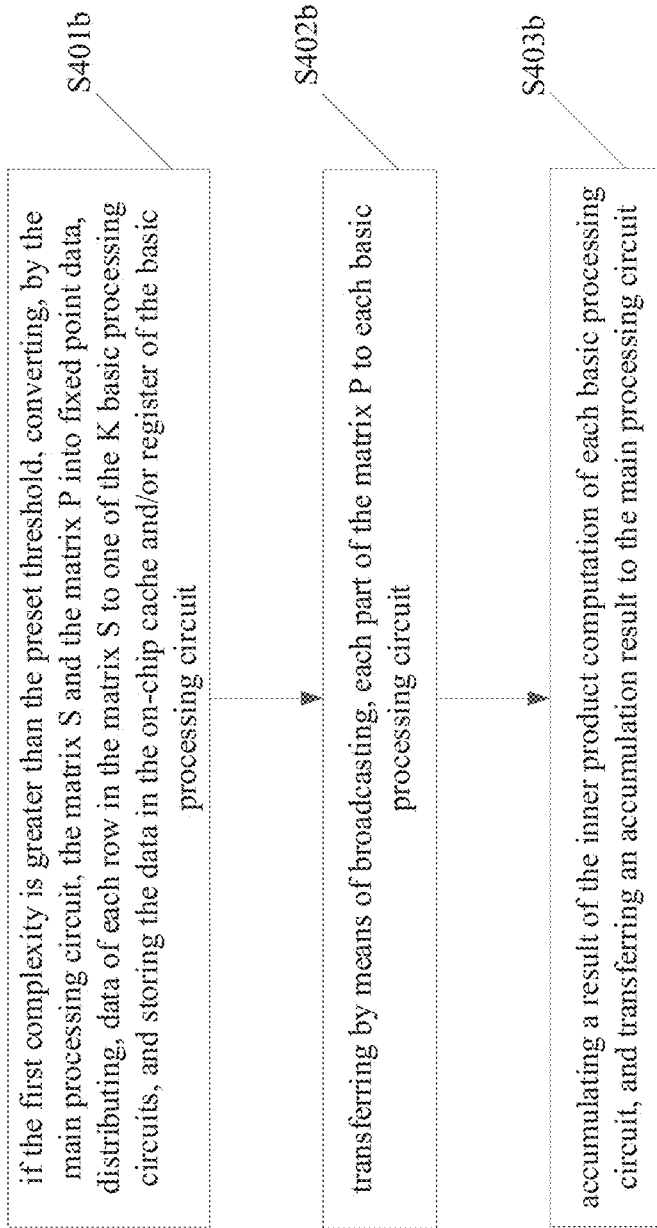 if the first complexity is greater than the preset threshold, converting, by the
main processing circuit, the matrix S and the matrix P into fixed point data,
distributing, data of each row in the matrix S to one of the K basic processing
circuits, and storing the data in the on-chip cache and/or register of the basic
processing circuit
S401b
transferring by means of broadcasting, each part of the matrix P to each basic
processing circuit
S402b
accumulating a result of the inner product computation of each basic processing
circuit, and transferring an accumulation result to the main processing circuit
S403b